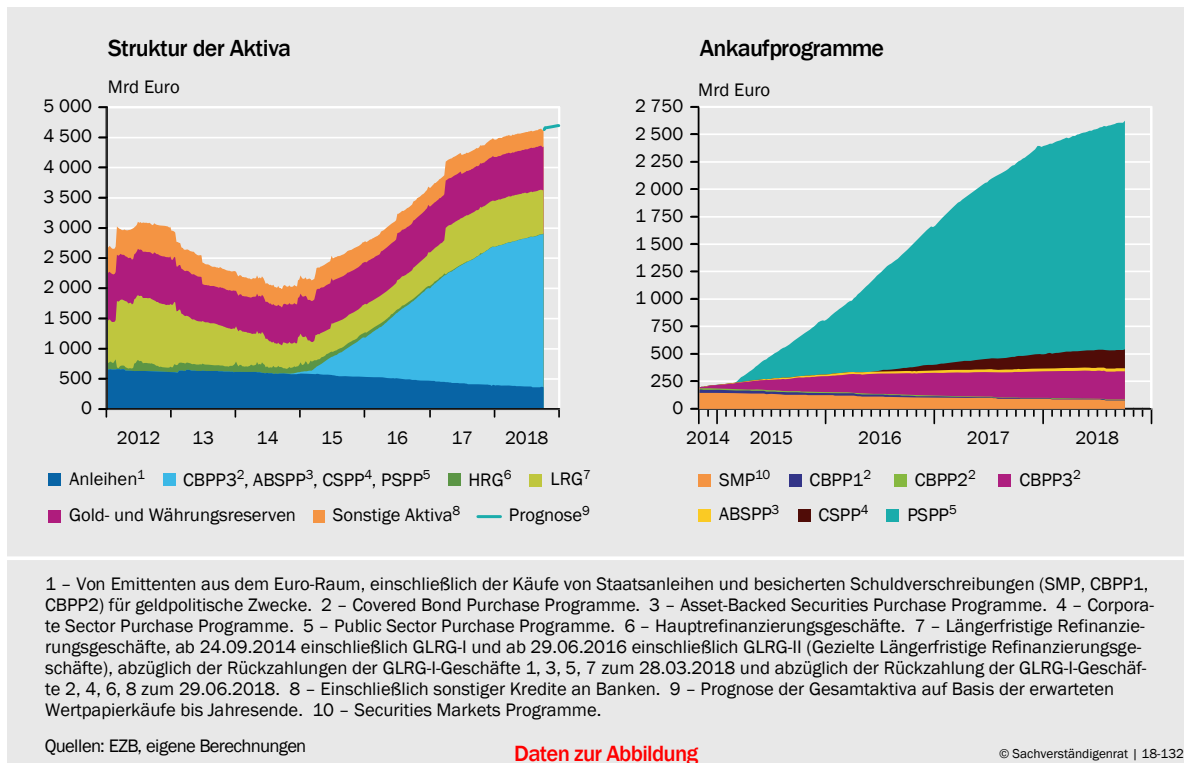 Struktur der Aktiva
Mrd Euro
5 000
4 500
4 000
3 500
3 000
2 500
2 000
1 500
1 000
500
0
2012 13 14 15 16 17 2018
Anleihen1 CBPP32, ABSPP3, CSPP4, PSPP5 HRG6 LRG7
Gold- und Währungsreserven Sonstige Aktiva8 Prognose9
Ankaufprogramme
Mrd Euro
2 750
2 500
2 250
2 000
1 750
1 500
1 250
1 000
750
500
250
0
2014 2015 2016 2017 2018
SMP10 CBPP12 CBPP22 CBPP32
ABSPP3 CSPP4 PSPP5
1 – Von Emittenten aus dem Euro-Raum, einschließlich der Käufe von Staatsanleihen und besicherten Schuldverschreibungen (SMP, CBPP1,
CBPP2) für geldpolitische Zwecke. 2 – Covered Bond Purchase Programme. 3 – Asset-Backed Securities Purchase Programme. 4 – Corpora-
te Sector Purchase Programme. 5 – Public Sector Purchase Programme. 6 – Hauptrefinanzierungsgeschäfte. 7 – Längerfristige Refinanzie-
rungsgeschäfte, ab 24.09.2014 einschließlich GLRG-I und ab 29.06.2016 einschließlich GLRG-II (Gezielte Längerfristige Refinanzierungsge-
schäfte), abzüglich der Rückzahlungen der GLRG-I-Geschäfte 1, 3, 5, 7 zum 28.03.2018 und abzüglich der Rückzahlung der GLRG-I-Geschäf-
te 2, 4, 6, 8 zum 29.06.2018. 8 – Einschließlich sonstiger Kredite an Banken. 9 – Prognose der Gesamtaktiva auf Basis der erwarteten
Wertpapierkäufe bis Jahresende. 10 – Securities Markets Programme.
Quellen: EZB, eigene Berechnungen
Daten zur Abbildung
© Sachverständigenrat | 18-132